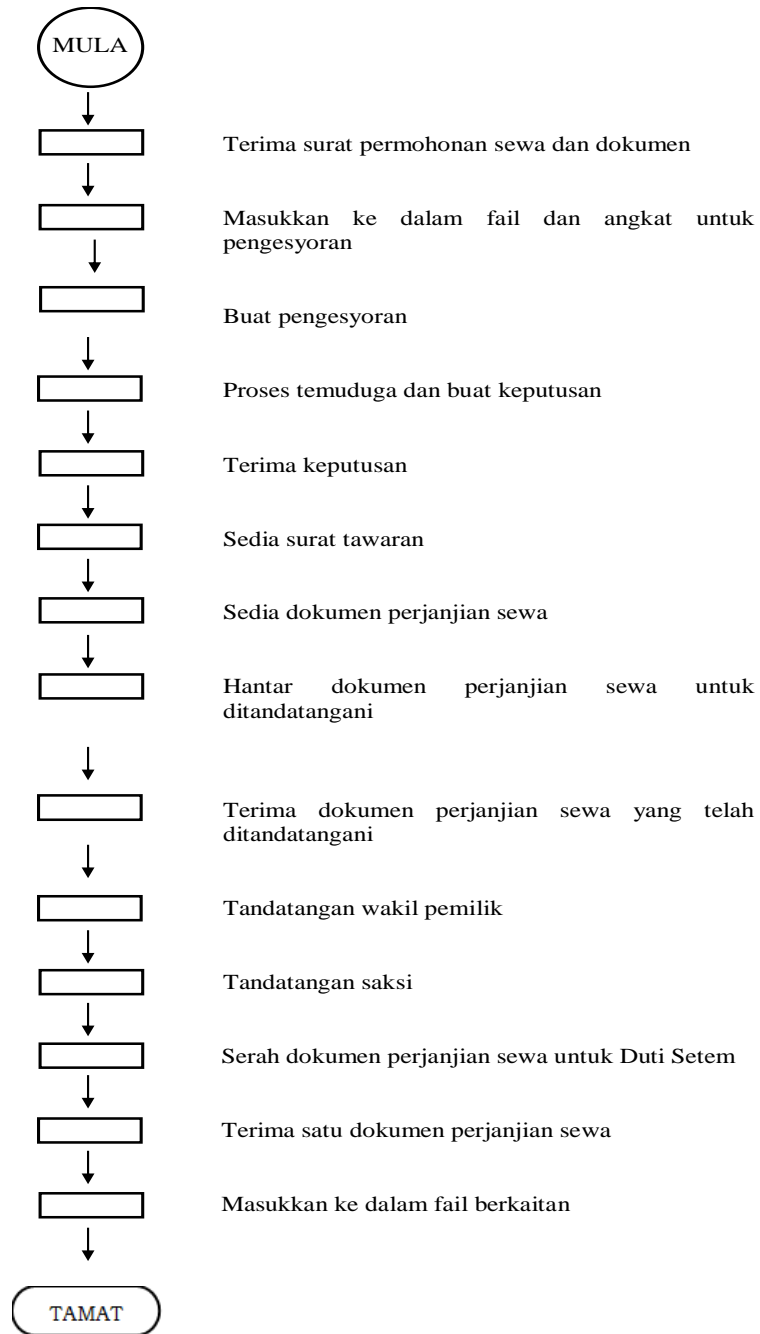 MULA
Terima surat permohonan sewa dan dokumen
Masukkan ke dalam fail dan angkat untuk
pengesyoran
Buat pengesyoran
Proses temuduga dan buat keputusan
Terima keputusan
Sedia surat tawaran
Sedia dokumen perjanjian sewa
Hantar dokumen perjanjian sewa untuk
ditandatangani
Terima dokumen perjanjian sewa yang telah
ditandatangani
Tandatangan wakil pemilik
Tandatangan saksi
Serah dokumen perjanjian sewa untuk Duti Setem
Terima satu dokumen perjanjian sewa
Masukkan ke dalam fail berkaitan
TAMAT